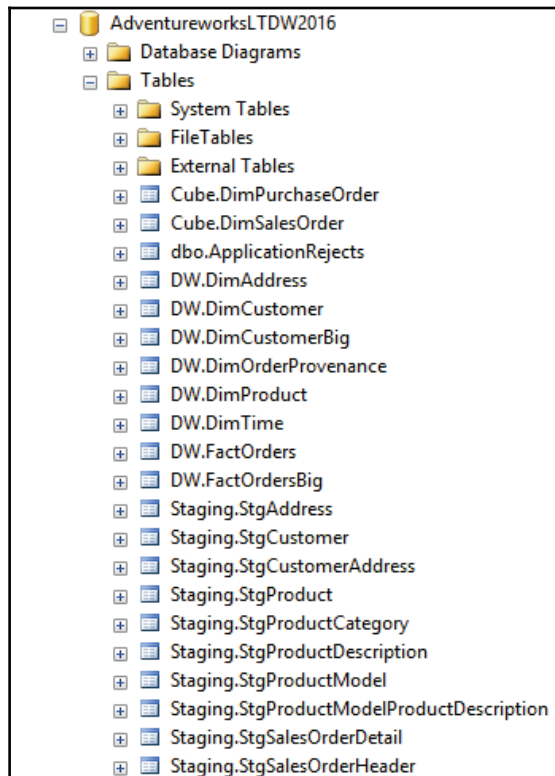 AdventureworksLTDW2016
Database Diagrams
Tables
System Tables
FileTables
External Tables
Cube.DimPurchaseOrder
Cube.DimSalesOrder
dbo.ApplicationRejects
DW.DimAddress
DW.DimCustomer
DW.DimCustomerBig
DW.DimOrderProvenance
DW.DimProduct
DW.DimTime
DW.FactOrders
DW.FactOrdersBig
Staging.StgAddress
Staging.StgCustomer
Staging.StgCustomerAddress
Staging.StgProduct
Staging.StgProductCategory
Staging.StgProductDescription
Staging.StgProductModel
Staging.StgProductModelProductDescription
Staging.StgSalesOrderDetail
Staging.StgSalesOrderHeader